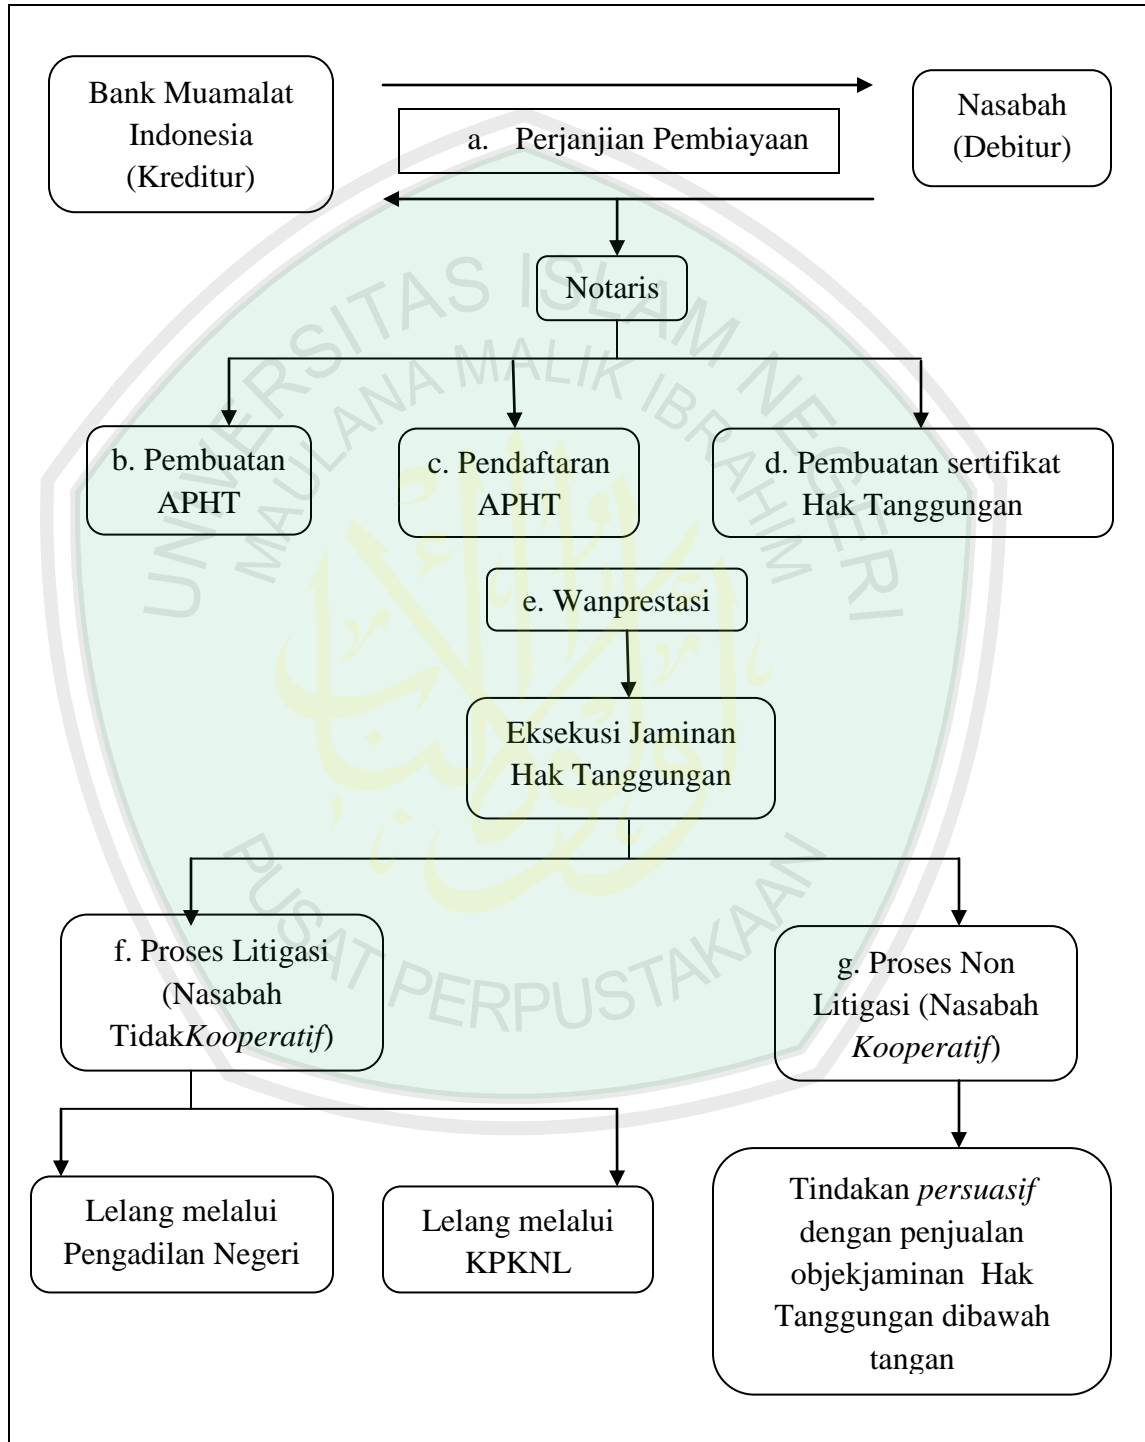 Bank Muamalat
Indonesia
(Kreditur)
a. Perjanjian Pembiayaan
Nasabah
(Debitur)
Notaris
b. Pembuatan
APHT
c. Pendaftaran
APHT
d. Pembuatan sertifikat
Hak Tanggungan
e. Wanprestasi
Eksekusi Jaminan
Hak Tanggungan
f. Proses Litigasi
(Nasabah
TidakKooperatif)
g. Proses Non
Litigasi (Nasabah
Kooperatif)
Lelang melalui
Pengadilan Negeri
Lelang melalui
KPKNL
Tindakan persuasif
dengan penjualan
objekjaminan Hak
Tanggungan dibawah
tangan
UNIVERSITAS ISLAM NEGERI
MAULANA MALIK IBRAHIM
PUSAT PERPUSTAKAAN